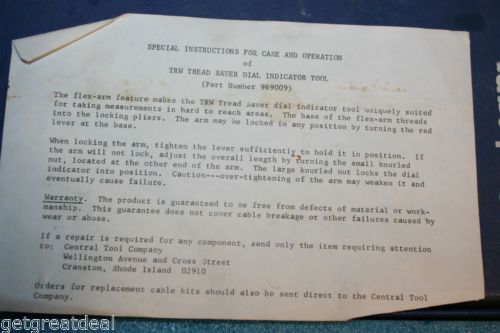 SPECIAL INSTRUCTIONS FOR CARE AND OPERATION
of
TRW TREAD SAVER DIAL INDICATOR TOOL
(Part Number 969009)
The flex-arm feature makes the TRW Tread Saver dial indicator tool uniquely suited
for taking measurements in hard to reach areas. The base of the flex-arm threads
into the locking pliers. The arm may be locked in any position by turning the red
lever at the base.
When locking the arm, tighten the lever sufficiently to hold it in position. If
the arm will not lock, adjust the overall length by turning the small knurled
nut, located at the other end of the arm. The large knurled nut locks the dial
indicator into position. Caution---over-tightening of the arm may weaken it and
eventually cause failure.
Warranty. The product is guaranteed to be free from defects of material or work-
manship. This guarantee does not cover cable breakage or other failures caused by
wear or abuse.
If a repair is required for any component, send only the item requiring attention
to: Central Tool Company
Wellington Avenue and Cross Street
Cranston, Rhode Island 02910
Orders for replacement cable kits should also be sent direct to the Central Tool
Company.
getgreatdeal